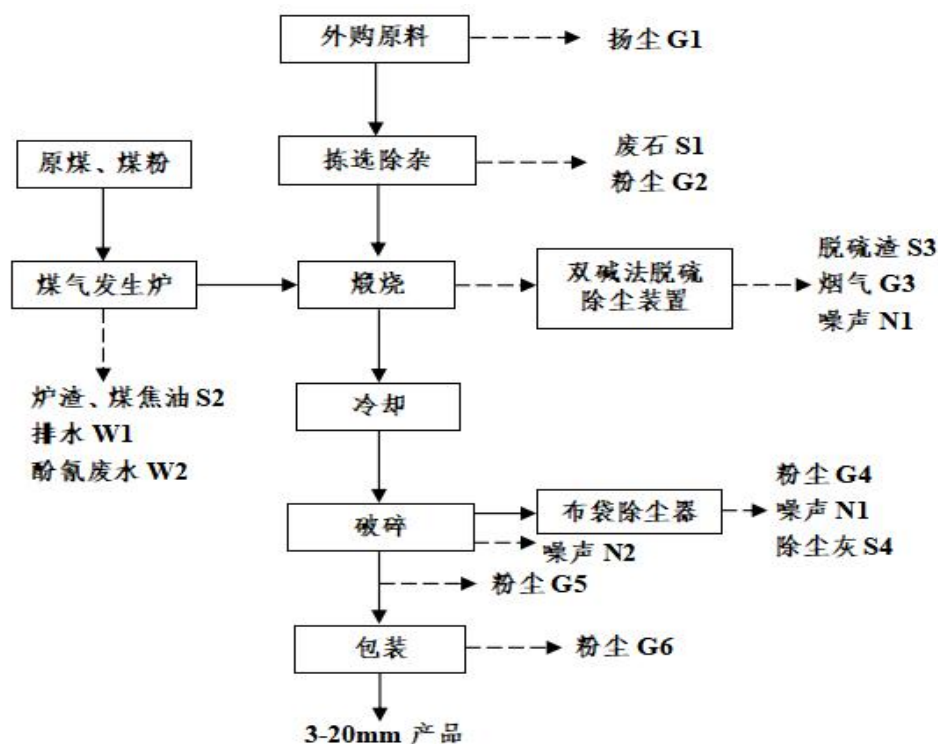 外购原料
扬尘 G1
原煤、煤粉
拣选除杂
废石 S1
粉尘 G2
煤气发生炉
煅烧
双碱法脱硫
除尘装置
脱硫渣 S3
烟气 G3
噪声 N1
炉渣、煤焦油 S2
排水 W1
酚氰废水 W2
冷却
破碎
布袋除尘器
粉尘 G4
噪声 N1
除尘灰 S4
噪声 N2
粉尘 G5
包装
粉尘 G6
3-20mm 产品